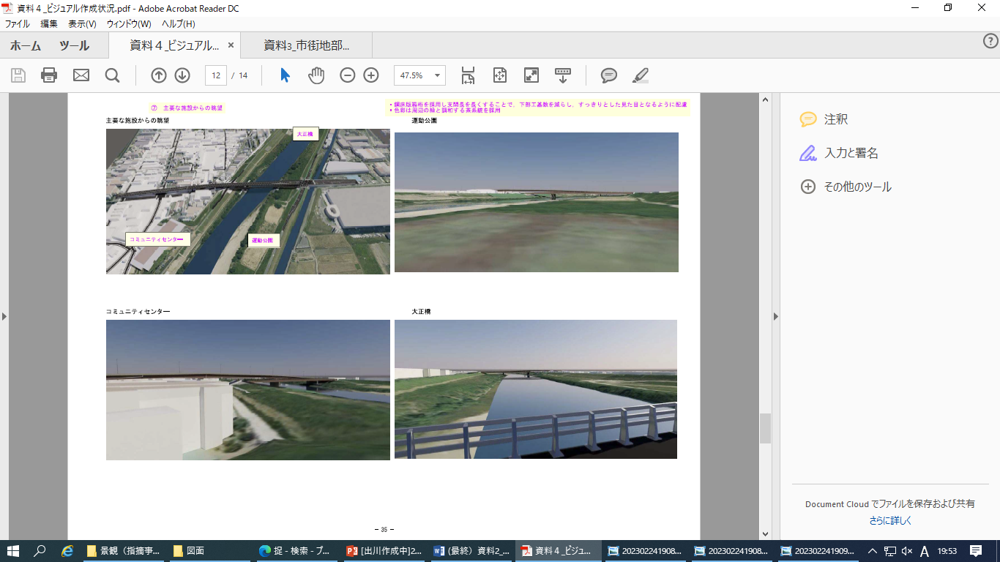 資料４_ビジュアル作成状況.pdf - Adobe Acrobat Reader DC
ファイル 編集 表示(V) ウィンドウ(W) ヘルプ(H)
ホーム ツール 資料４_ビジュアル... × 資料3_市街地部...
12 / 14 47.5%
⑦ 主要な施設からの眺望
・鋼床版箱桁を採用し支間長を長くすることで、下部工基数を減らし、すっきりとした見た目となるように配慮
・色彩は周辺の緑と調和する茶系統を採用
主要な施設からの眺望 運動公園
大正橋
コミュニティセンター
運動公園
コミュニティセンター 大正橋
- 35 -
注釈
入力と署名
その他のツール
Document Cloud でファイルを保存および共有
さらに詳しく
景観（指摘事... 図面 捉 - 検索 - プ... [出川作成中]2... (最終）資料2_... 資料４_ビジュ... 202302241908... 202302241908... 202302241909... A 19:53